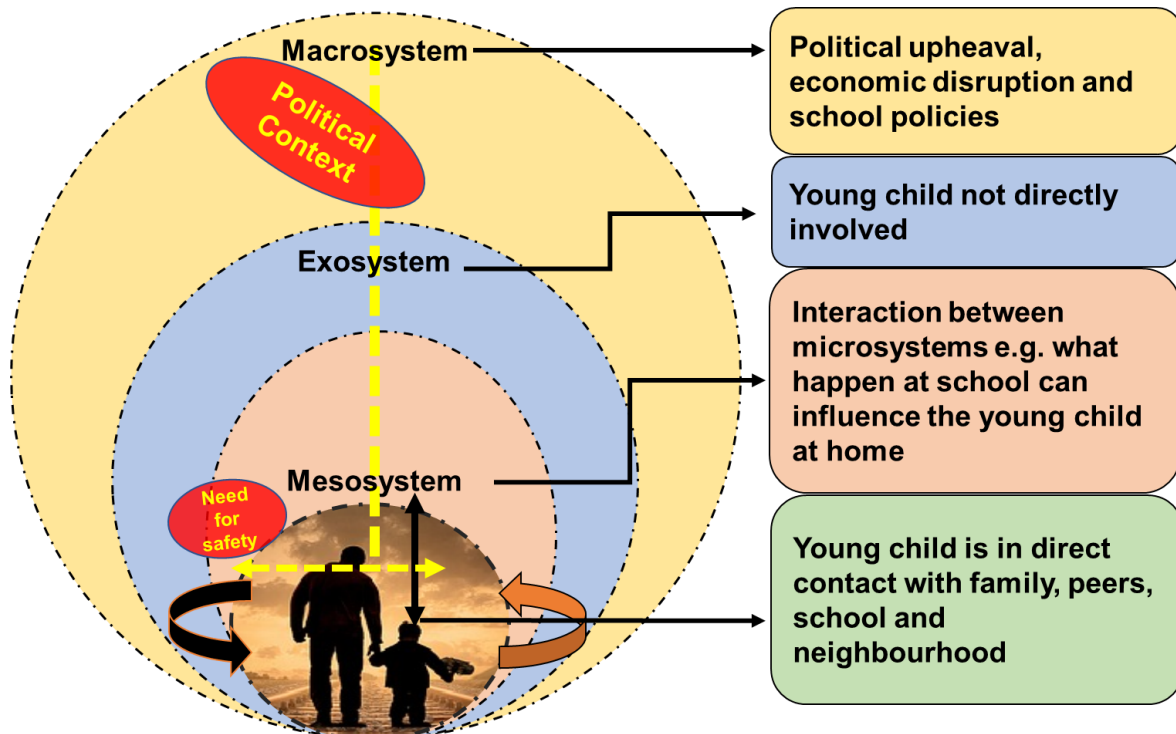 Macrosystem
Political
Context
Exosystem
Mesosystem
Need
for
safety
Political upheaval,
economic disruption and
school policies
Young child not directly
involved
Interaction between
microsystems e.g. what
happen at school can
influence the young child
at home
Young child is in direct
contact with family, peers,
school and
neighbourhood